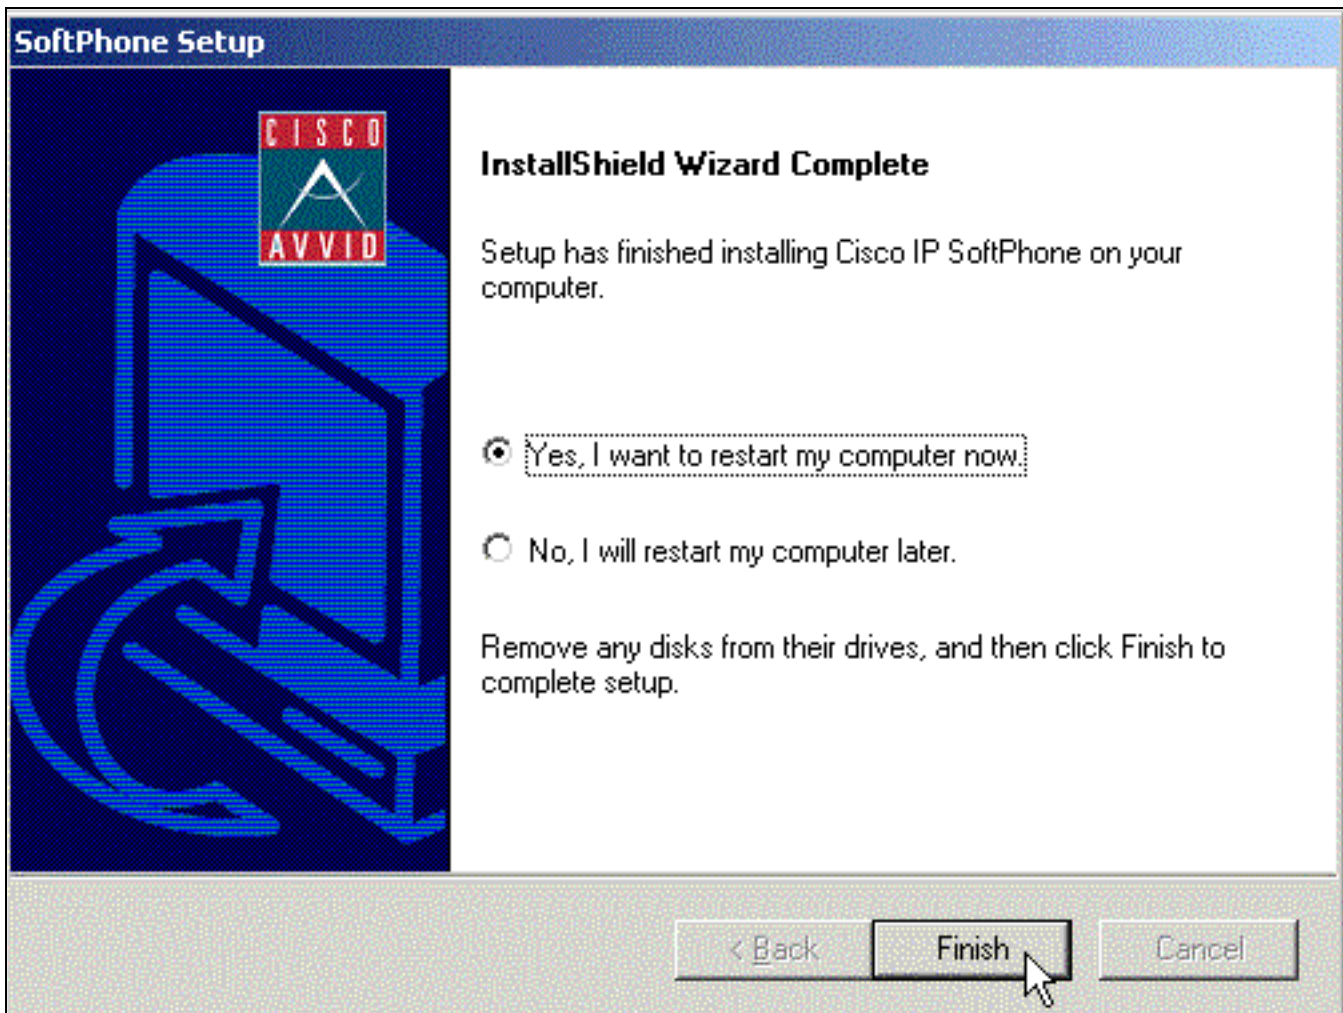 SoftPhone Setup
CISCO
AVVID
InstallShield Wizard Complete
Setup has finished installing Cisco IP SoftPhone on your
computer.
Yes, I want to restart my computer now.
No, I will restart my computer later.
Remove any disks from their drives, and then click Finish to
complete setup.
< Back
Finish
Cancel